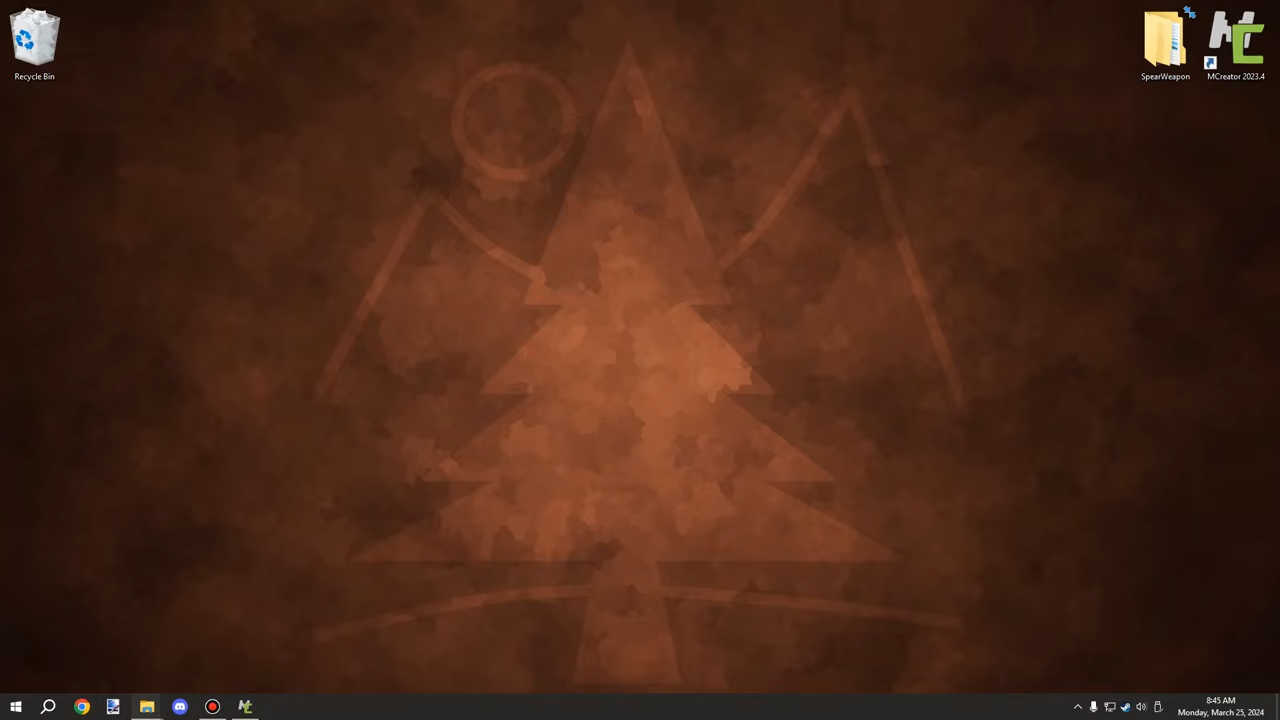 Recycle Bin
SpearWeapon
MCreator 2023.4
8:45 AM
Monday, March 25, 2024